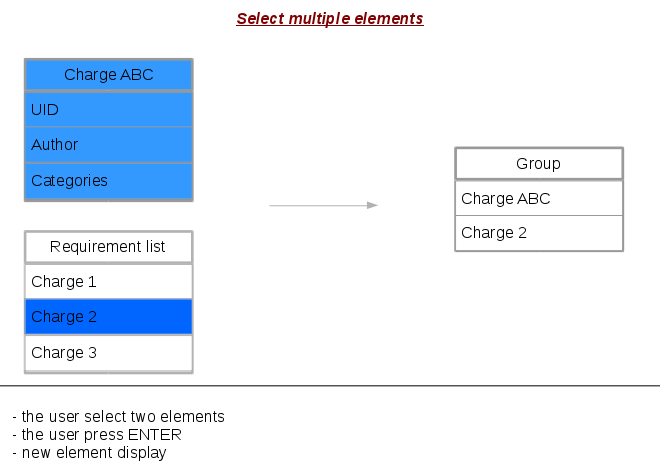 Select multiple elements
Charge ABC
UID
Author
Categories
Requirement list
Charge 1
Charge 2
Charge 3
Group
Charge ABC
Charge 2
- the user select two elements
- the user press ENTER
- new element display